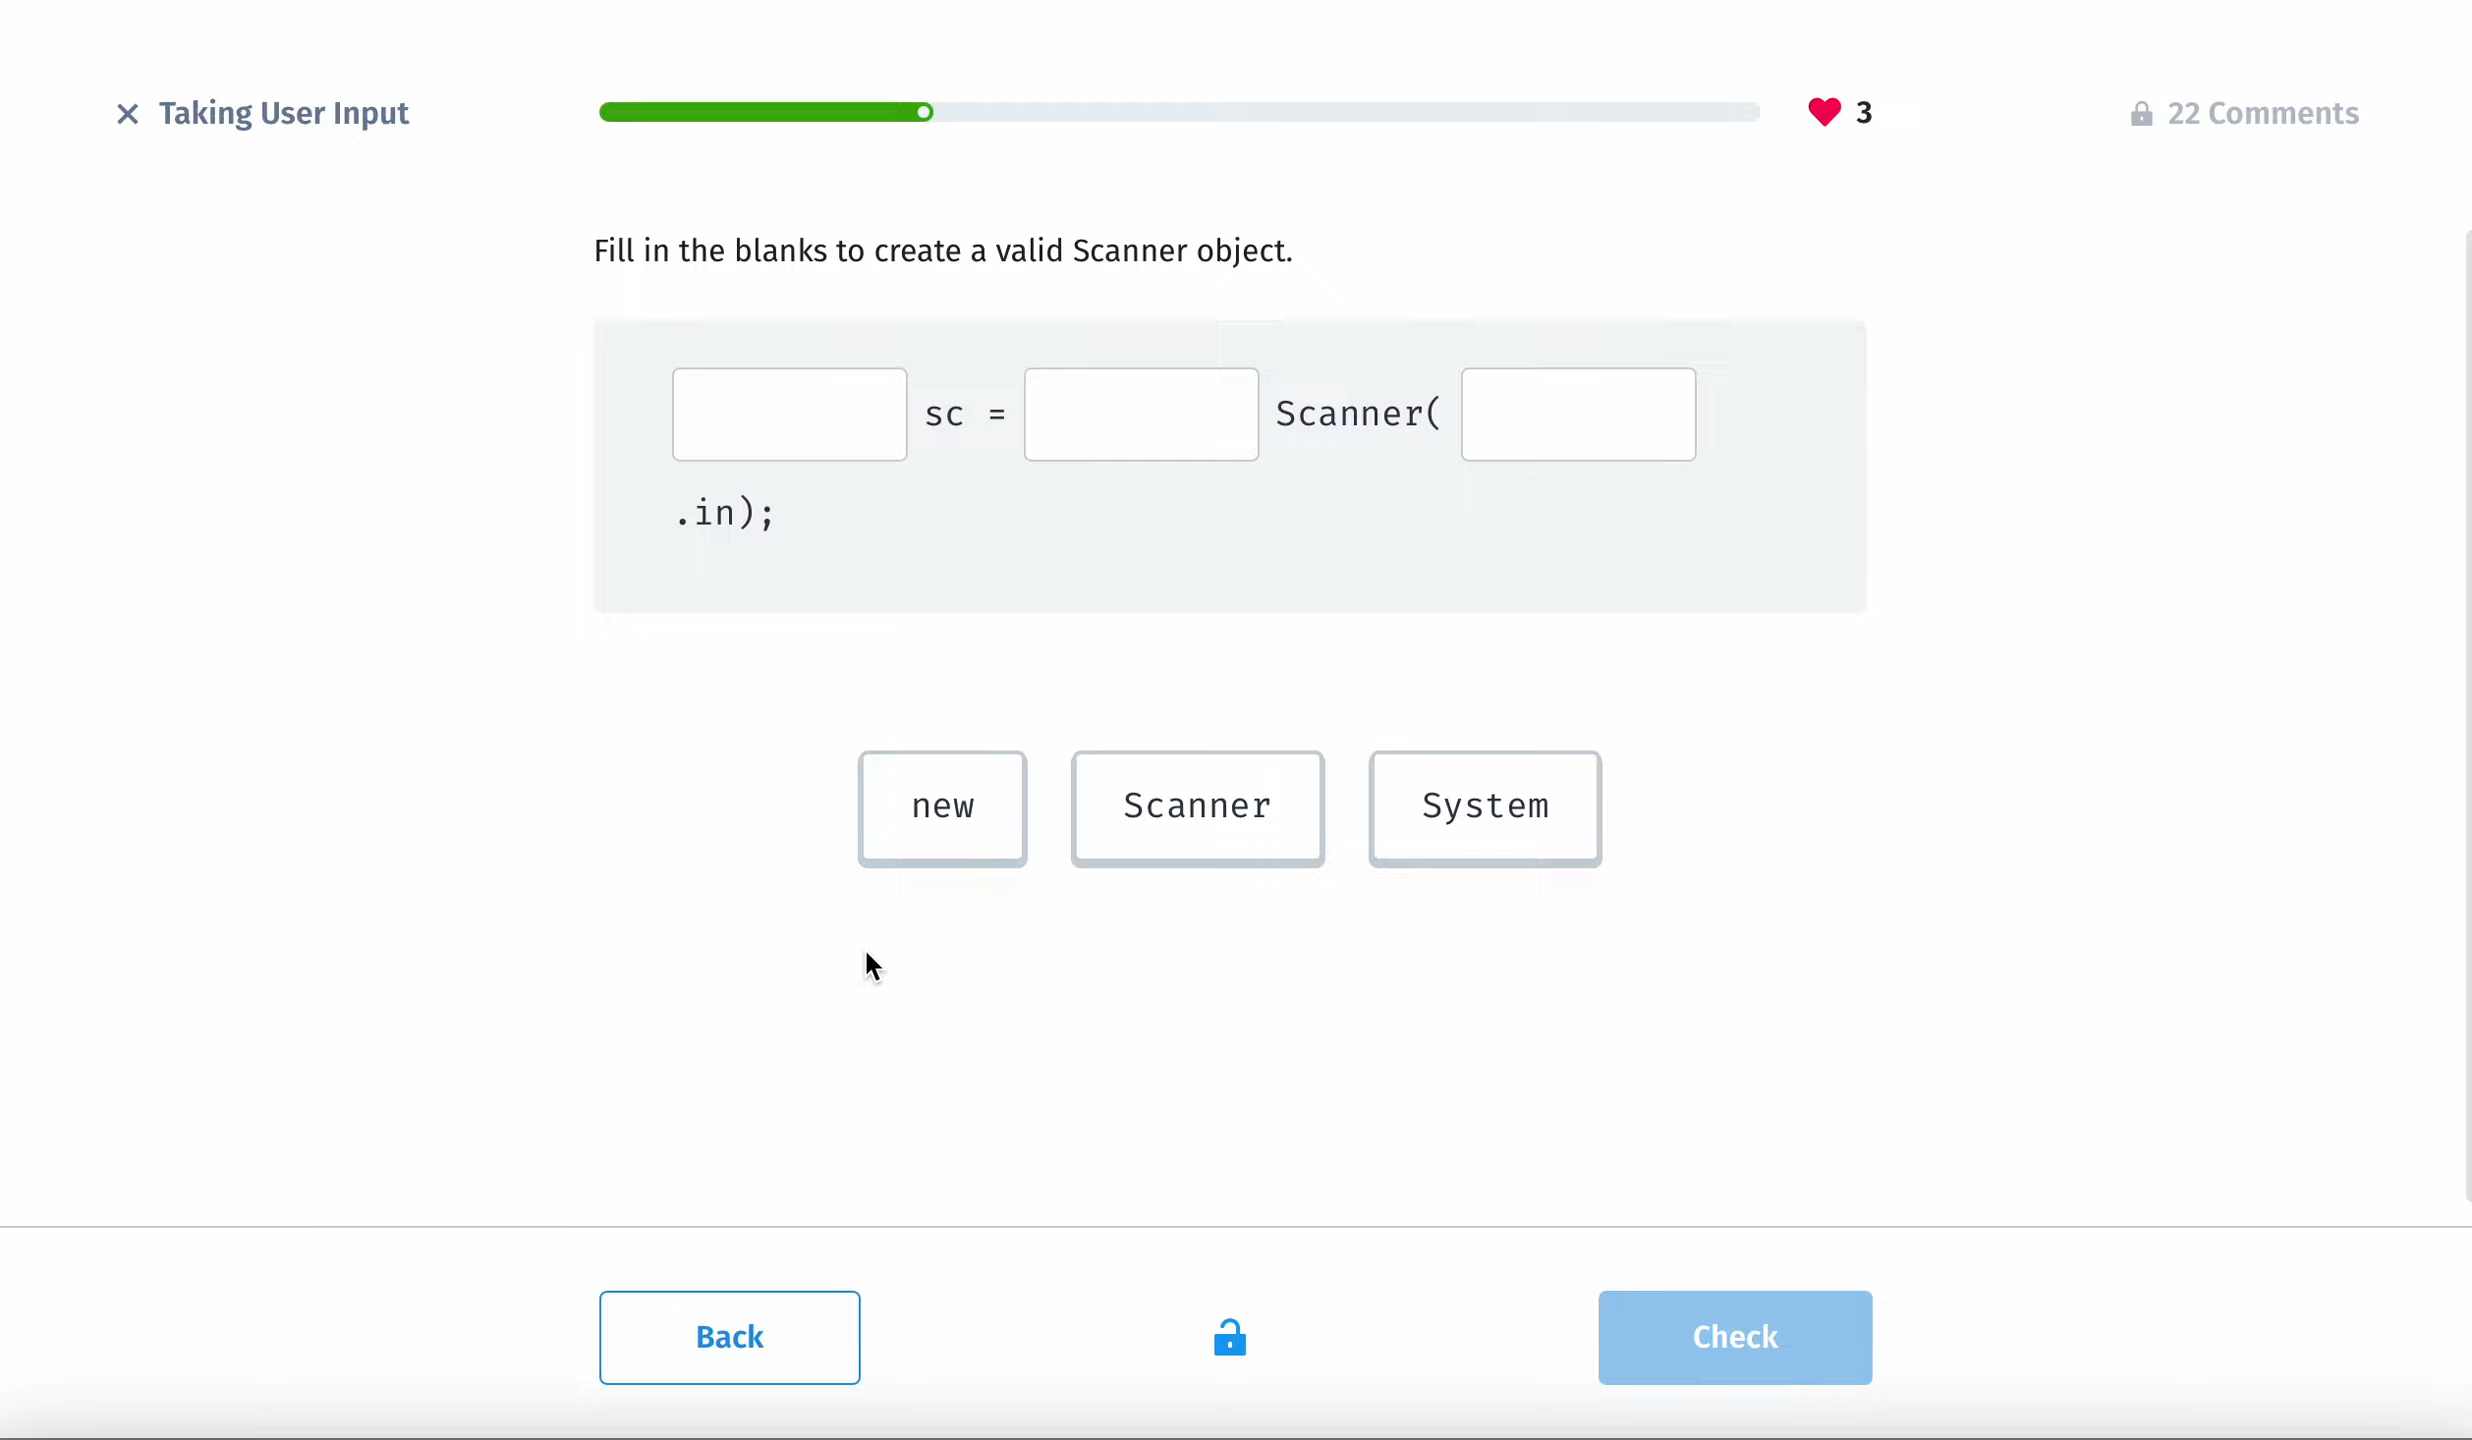 Taking User Input
3
22 Comments
Fill in the blanks to create a valid Scanner object.
sc = Scanner(
.in);
new
Scanner
System
Back
Check